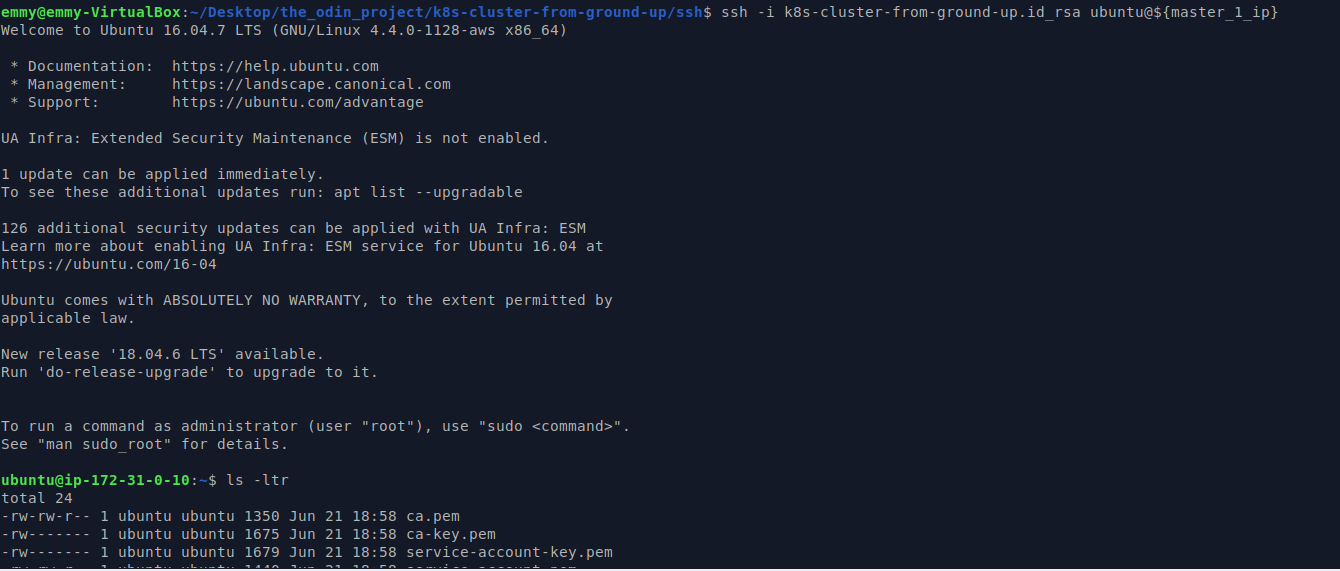 emmy@emmy-VirtualBox:~/Desktop/the_odin_project/k8s-cluster-from-ground-up/ssh$ ssh -i k8s-cluster-from-ground-up.id_rsa ubuntu@${master_1_ip}
Welcome to Ubuntu 16.04.7 LTS (GNU/Linux 4.4.0-1128-aws x86_64)
* Documentation:  https://help.ubuntu.com
* Management:     https://landscape.canonical.com
* Support:        https://ubuntu.com/advantage
UA Infra: Extended Security Maintenance (ESM) is not enabled.
1 update can be applied immediately.
To see these additional updates run: apt list --upgradable
126 additional security updates can be applied with UA Infra: ESM
Learn more about enabling UA Infra: ESM service for Ubuntu 16.04 at
https://ubuntu.com/16-04
Ubuntu comes with ABSOLUTELY NO WARRANTY, to the extent permitted by
applicable law.
New release '18.04.6 LTS' available.
Run 'do-release-upgrade' to upgrade to it.
To run a command as administrator (user "root"), use "sudo <command>".
See "man sudo_root" for details.
ubuntu@ip-172-31-0-10:~$ ls -ltr
total 24
-rw-rw-r-- 1 ubuntu ubuntu 1350 Jun 21 18:58 ca.pem
-rw------- 1 ubuntu ubuntu 1675 Jun 21 18:58 ca-key.pem
-rw------- 1 ubuntu ubuntu 1679 Jun 21 18:58 service-account-key.pem